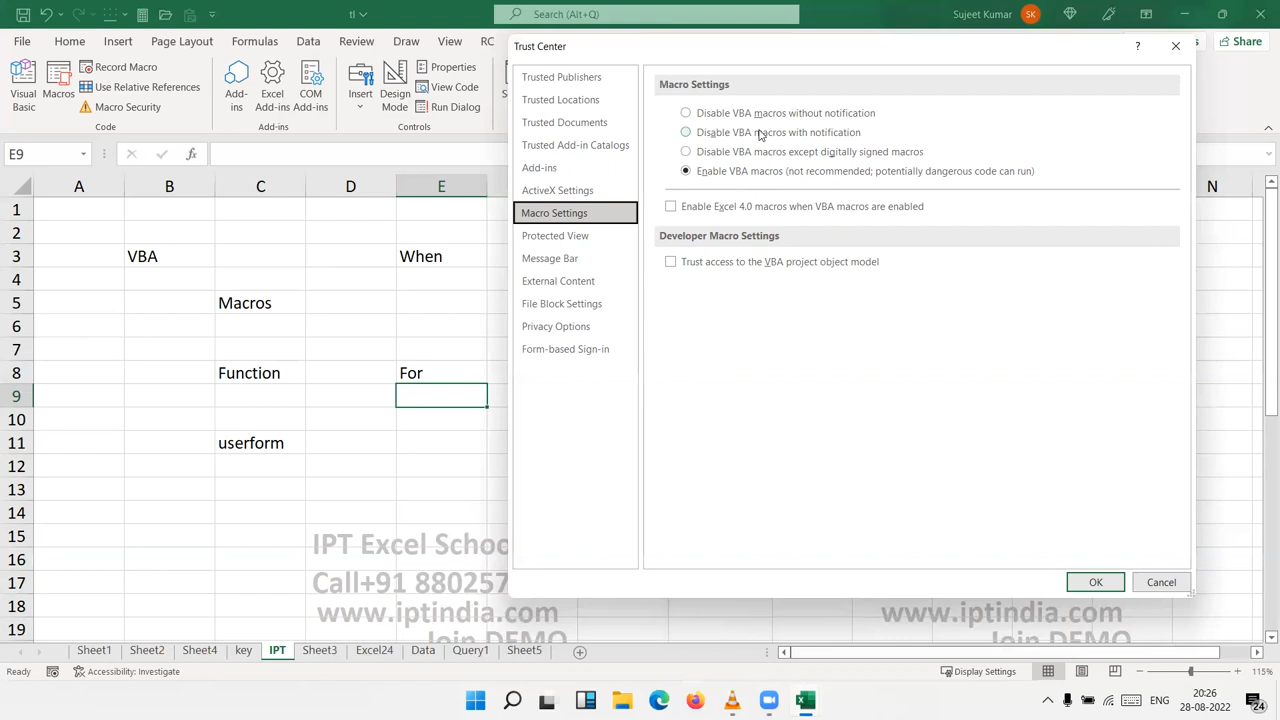 tl
Search (Alt+Q)
Sujeet Kumar
SK
File
Home
Insert
Page Layout
Formulas
Data
Review
Draw
View
RC
Share
Visual Basic
Macros
Record Macro
Use Relative References
Macro Security
Code
Add-ins
Excel Add-ins
COM Add-ins
Add-ins
Insert
Design Mode
Properties
View Code
Run Dialog
Controls
E9
fx
A B C D E N
1
2
3 VBA When
4
5 Macros
6
7
8 Function For
9
10
11 userform
12
13
14
15
16
17
18
19
IPT Excel Schoo
Call+91 88025
www.iptindia.com
Join DEMO
www.iptindia.com
Join DEMO
Trust Center
?
Trusted Publishers
Trusted Locations
Trusted Documents
Trusted Add-in Catalogs
Add-ins
ActiveX Settings
Macro Settings
Protected View
Message Bar
External Content
File Block Settings
Privacy Options
Form-based Sign-in
Macro Settings
Disable VBA macros without notification
Disable VBA macros with notification
Disable VBA macros except digitally signed macros
Enable VBA macros (not recommended; potentially dangerous code can run)
Enable Excel 4.0 macros when VBA macros are enabled
Developer Macro Settings
Trust access to the VBA project object model
OK
Cancel
Sheet1
Sheet2
Sheet4
key
IPT
Sheet3
Excel24
Data
Query1
Sheet5
Ready
Accessibility: Investigate
Display Settings
115%
ENG
20:26
28-08-2022
24